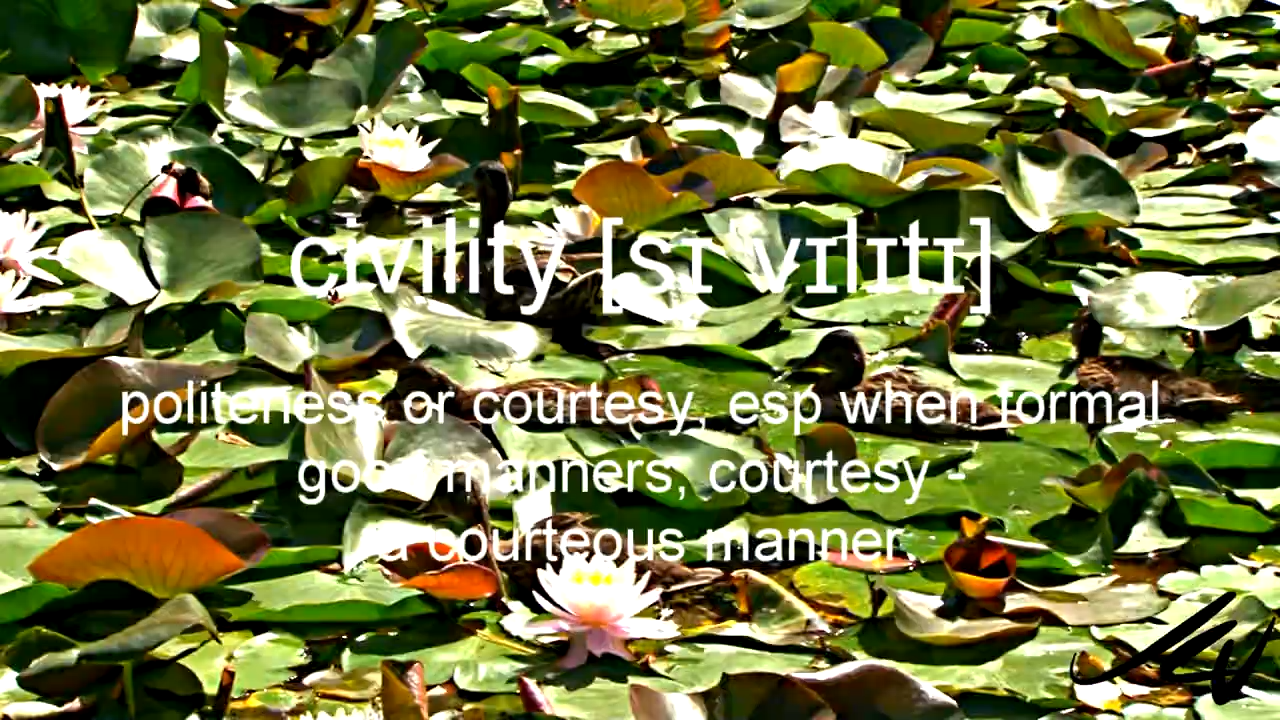 civility [sɪˈvɪlɪtɪ]
politeness or courtesy, esp when formal
good manners, courtesy -
a courteous manner.